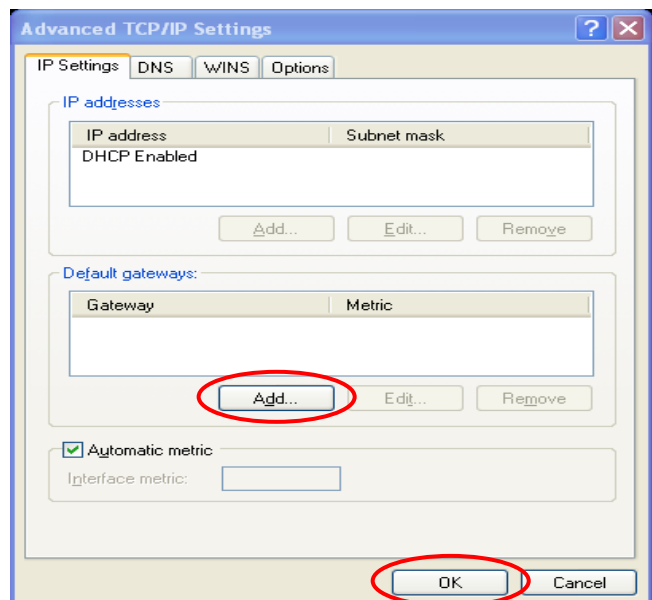 Advanced TCP/IP Settings
IP Settings DNS WINS Options
IP addresses
IP address Subnet mask
DHCP Enabled
Add... Edit... Remove
Default gateways:
Gateway Metric
Add... Edit... Remove
Automatic metric
Interface metric:
OK Cancel